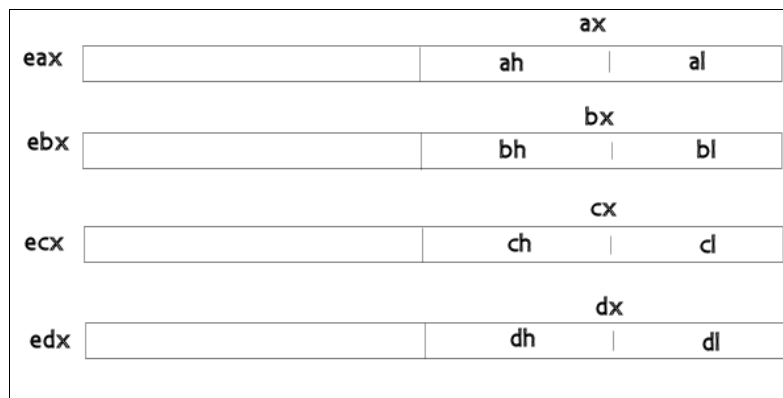 ax
eax ah al
bx
ebx bh bl
cx
ecx ch cl
dx
edx dh dl